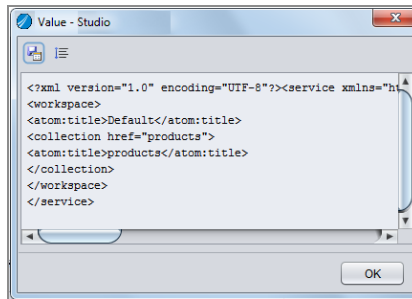 Value - Studio
<?xml version="1.0" encoding="UTF-8"?><service xmlns="ht
<workspace>
<atom:title>Default</atom:title>
<collection href="products">
<atom:title>products</atom:title>
</collection>
</workspace>
</service>
OK